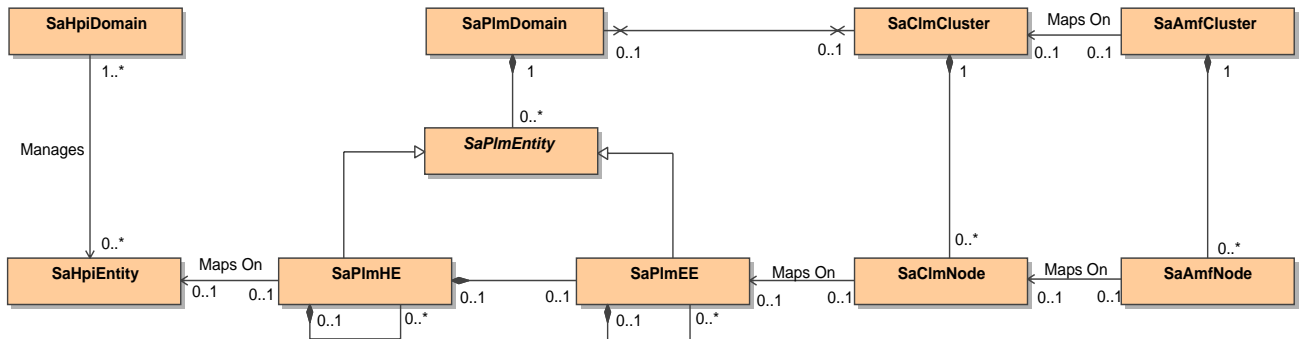 SaHpiDomain
SaPlmDomain
SaClmCluster
Maps On
SaAmfCluster
0..1
0..1
0..1
0..1
1..*
1
1
1
0..*
Manages
SaPlmEntity
0..*
0..*
0..*
SaHpiEntity
Maps On
SaPlmHE
SaPlmEE
Maps On
SaClmNode
Maps On
SaAmfNode
0..1
0..1
0..1
0..1
0..1
0..1
0..1
0..1
0..1
0..*
0..1
0..*